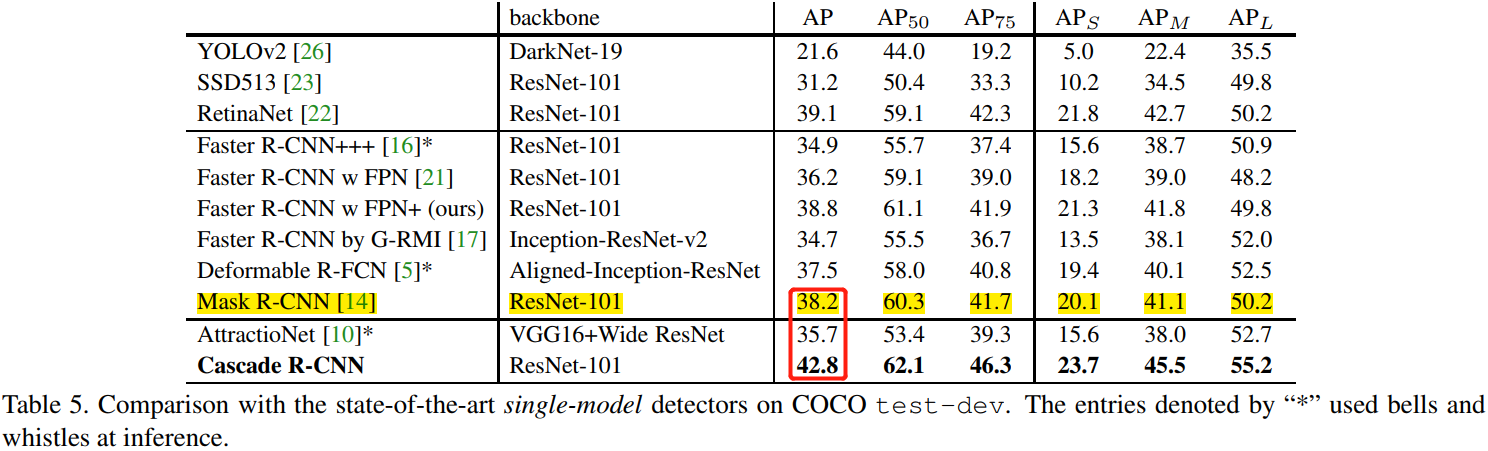 backbone AP AP50 AP75 APS APM APL
YOLOv2 [26] DarkNet-19 21.6 44.0 19.2 5.0 22.4 35.5
SSD513 [23] ResNet-101 31.2 50.4 33.3 10.2 34.5 49.8
RetinaNet [22] ResNet-101 39.1 59.1 42.3 21.8 42.7 50.2
Faster R-CNN+++ [16]* ResNet-101 34.9 55.7 37.4 15.6 38.7 50.9
Faster R-CNN w FPN [21] ResNet-101 36.2 59.1 39.0 18.2 39.0 48.2
Faster R-CNN w FPN+ (ours) ResNet-101 38.8 61.1 41.9 21.3 41.8 49.8
Faster R-CNN by G-RMI [17] Inception-ResNet-v2 34.7 55.5 36.7 13.5 38.1 52.0
Deformable R-FCN [5]* Aligned-Inception-ResNet 37.5 58.0 40.8 19.4 40.1 52.5
Mask R-CNN [14] ResNet-101 38.2 60.3 41.7 20.1 41.1 50.2
AttractioNet [10]* VGG16+Wide ResNet 35.7 53.4 39.3 15.6 38.0 52.7
Cascade R-CNN ResNet-101 42.8 62.1 46.3 23.7 45.5 55.2
Table 5. Comparison with the state-of-the-art single-model detectors on COCO test-dev. The entries denoted by “*” used bells and
whistles at inference.